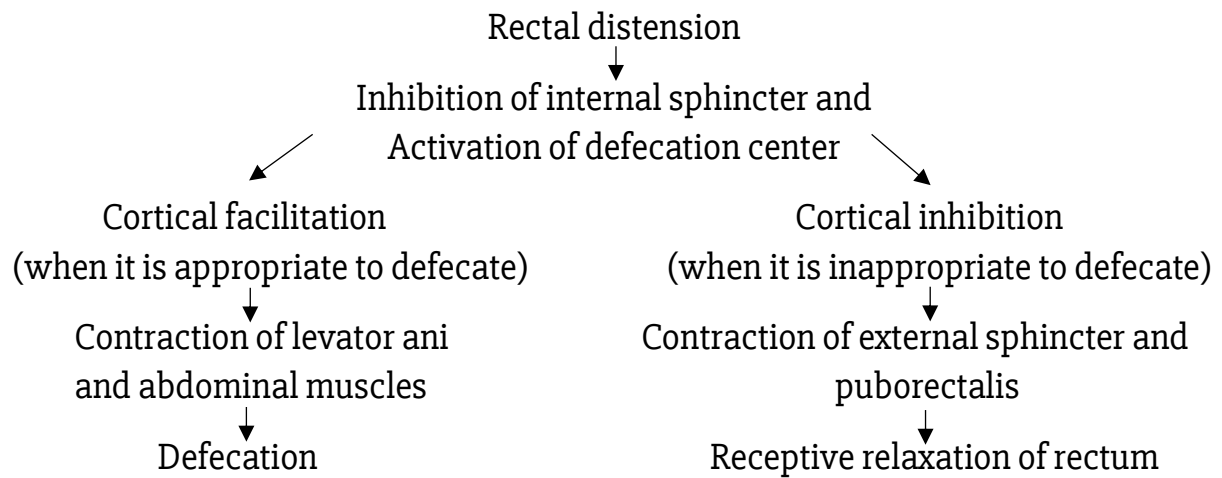 Rectal distension
Inhibition of internal sphincter and
Activation of defecation center
Cortical facilitation
(when it is appropriate to defecate)
Contraction of levator ani
and abdominal muscles
Defecation
Cortical inhibition
(when it is inappropriate to defecate)
Contraction of external sphincter and
puborectalis
Receptive relaxation of rectum